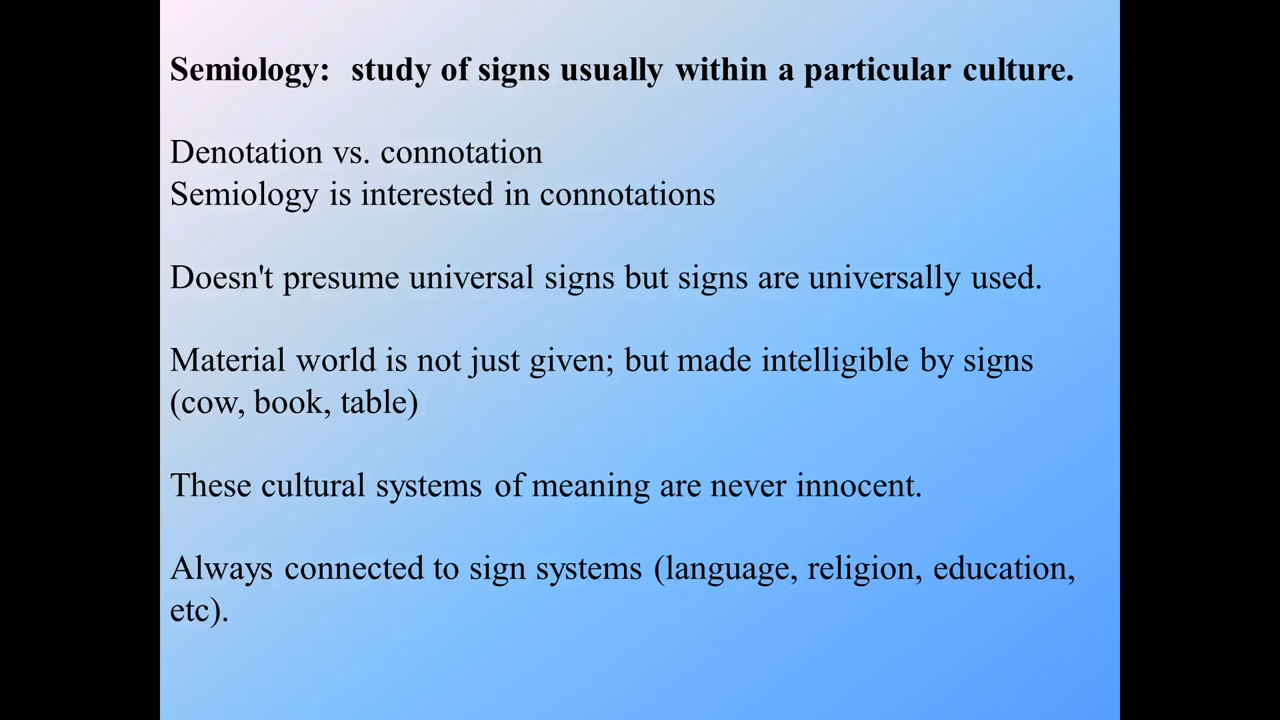 Semiology:  study of signs usually within a particular culture.
Denotation vs. connotation
Semiology is interested in connotations
Doesn't presume universal signs but signs are universally used.
Material world is not just given; but made intelligible by signs
(cow, book, table)
These cultural systems of meaning are never innocent.
Always connected to sign systems (language, religion, education,
etc).